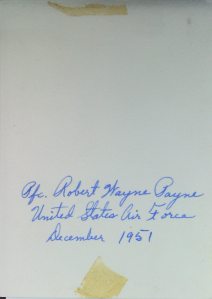 Pfc. Robert Wayne Payne
United States Air Force
December 1951